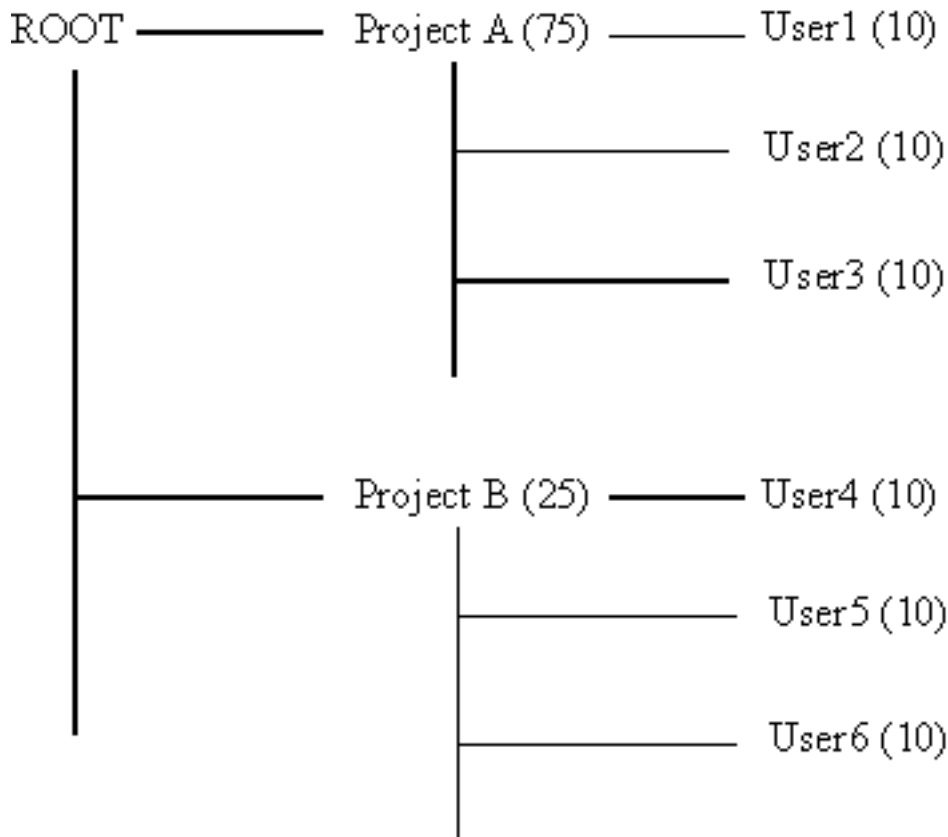 ROOT Project A (75) User1 (10)
User2 (10)
User3 (10)
Project B (25) User4 (10)
User5 (10)
User6 (10)